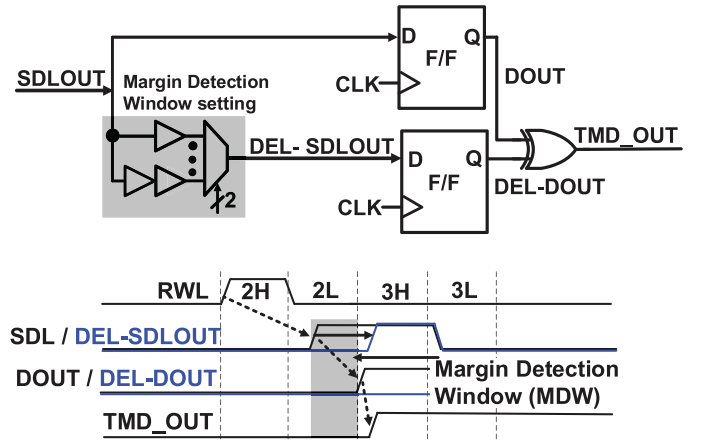 D Q
F/F
CLK
DOUT
SDLOUT
Margin Detection
Window setting
DEL- SDLOUT
2
TMD_OUT
D Q
F/F
DEL-DOUT
CLK
RWL 2H 2L 3H 3L
SDL / DEL-SDLOUT
DOUT / DEL-DOUT
Margin Detection
Window (MDW)
TMD_OUT